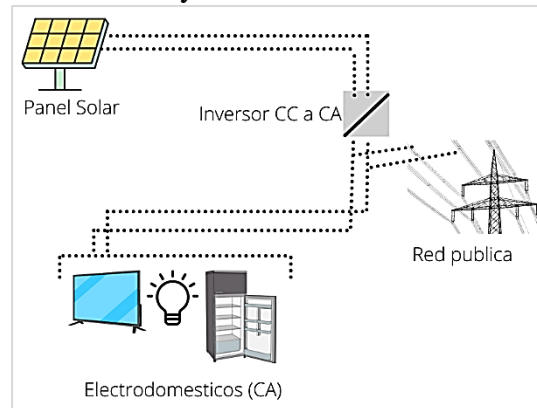 Panel Solar
Inversor CC a CA
Red publica
Electrodomesticos (CA)